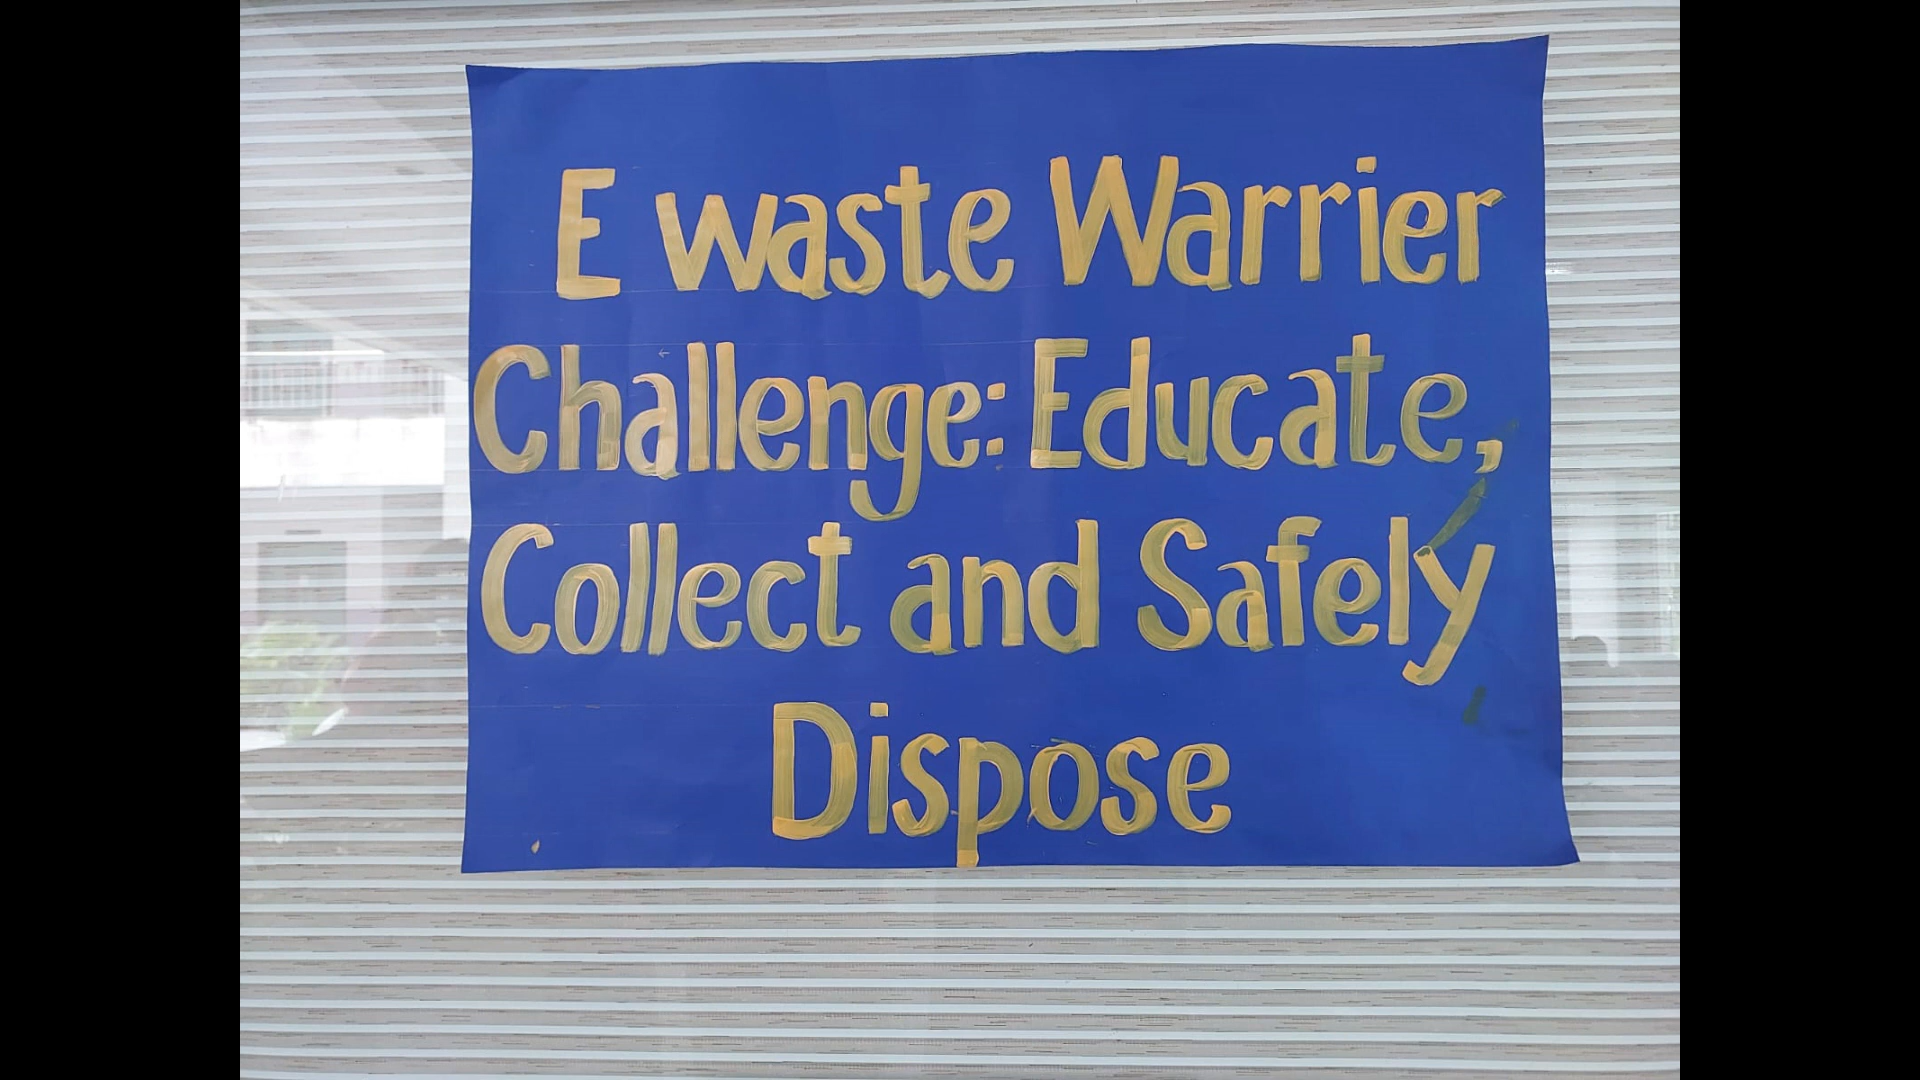 E waste Warrier
Challenge: Educate,
Collect and Safely
Dispose